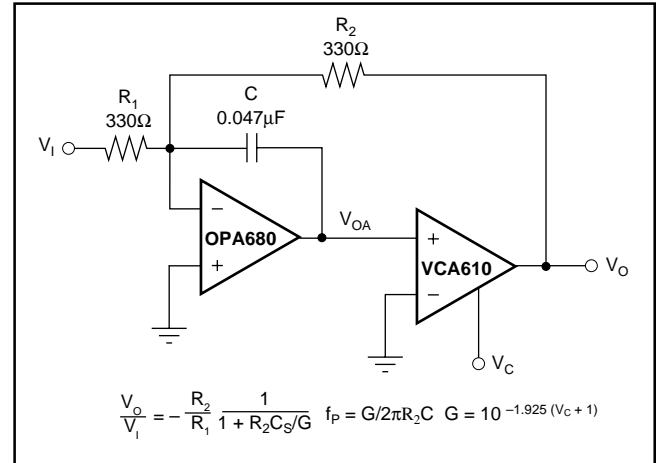 R2
330Ω
R1
330Ω
C
0.047µF
VI
−
OPA680
+
VOA
+
VCA610
−
VO
VC
VO/VI = − R2/R1 1/(1 + R2CS/G) fP = G/2πR2C G = 10^−1.925 (VC + 1)